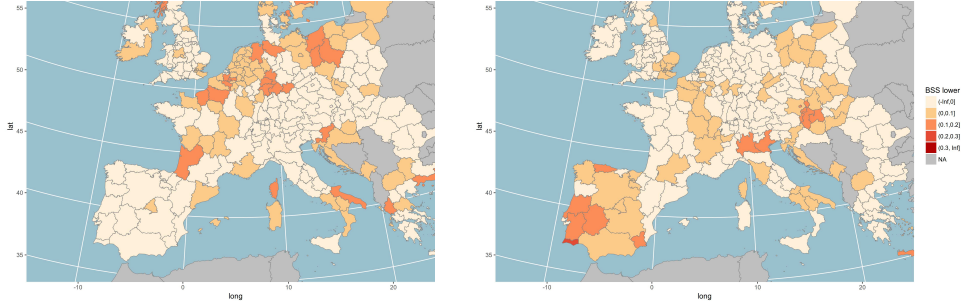 55
50
45
40
35
lat
-10
0
10
20
long
55
50
45
40
35
lat
-10
0
10
20
long
BSS lower
(-Inf,0]
(0,0.1]
(0.1,0.2]
(0.2,0.3]
(0.3, Inf]
NA